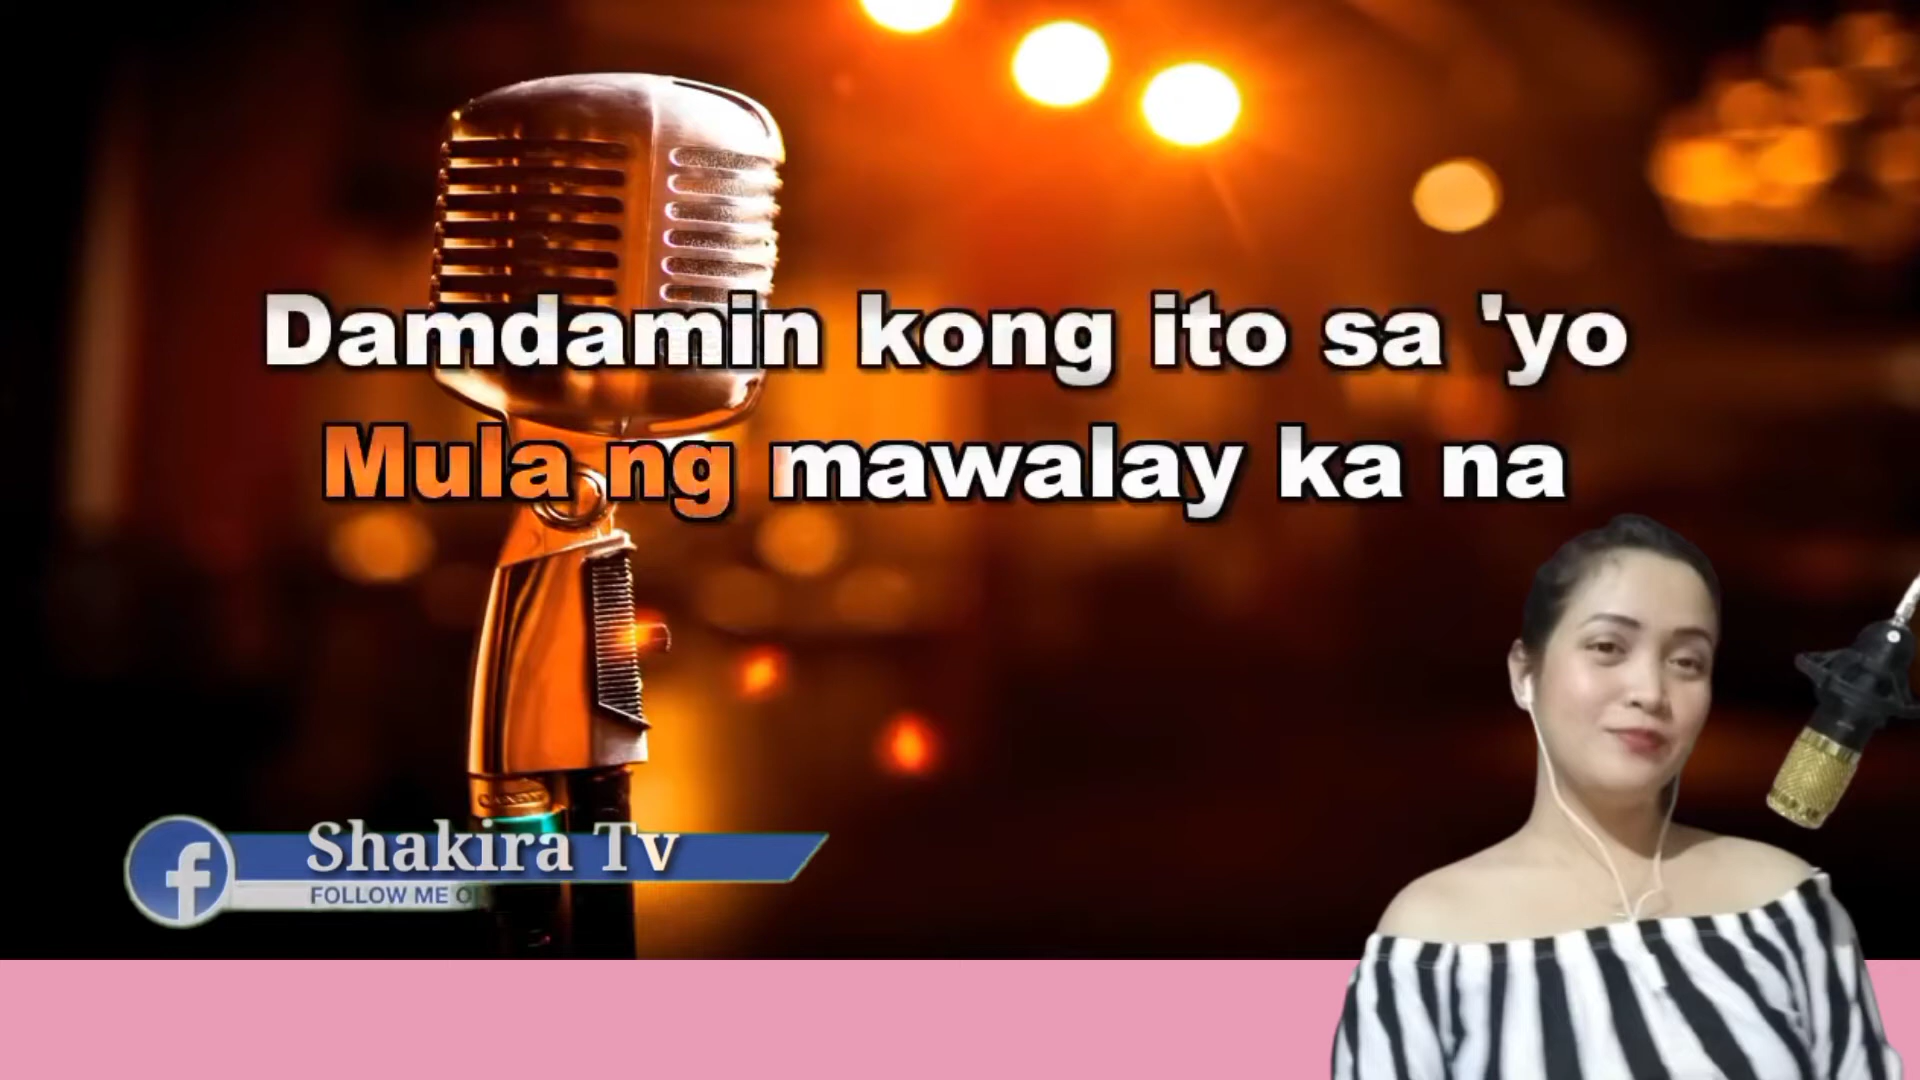 Damdamin kong ito sa 'yo
Mula ng mawalay ka na
Shakira Tv
FOLLOW ME O